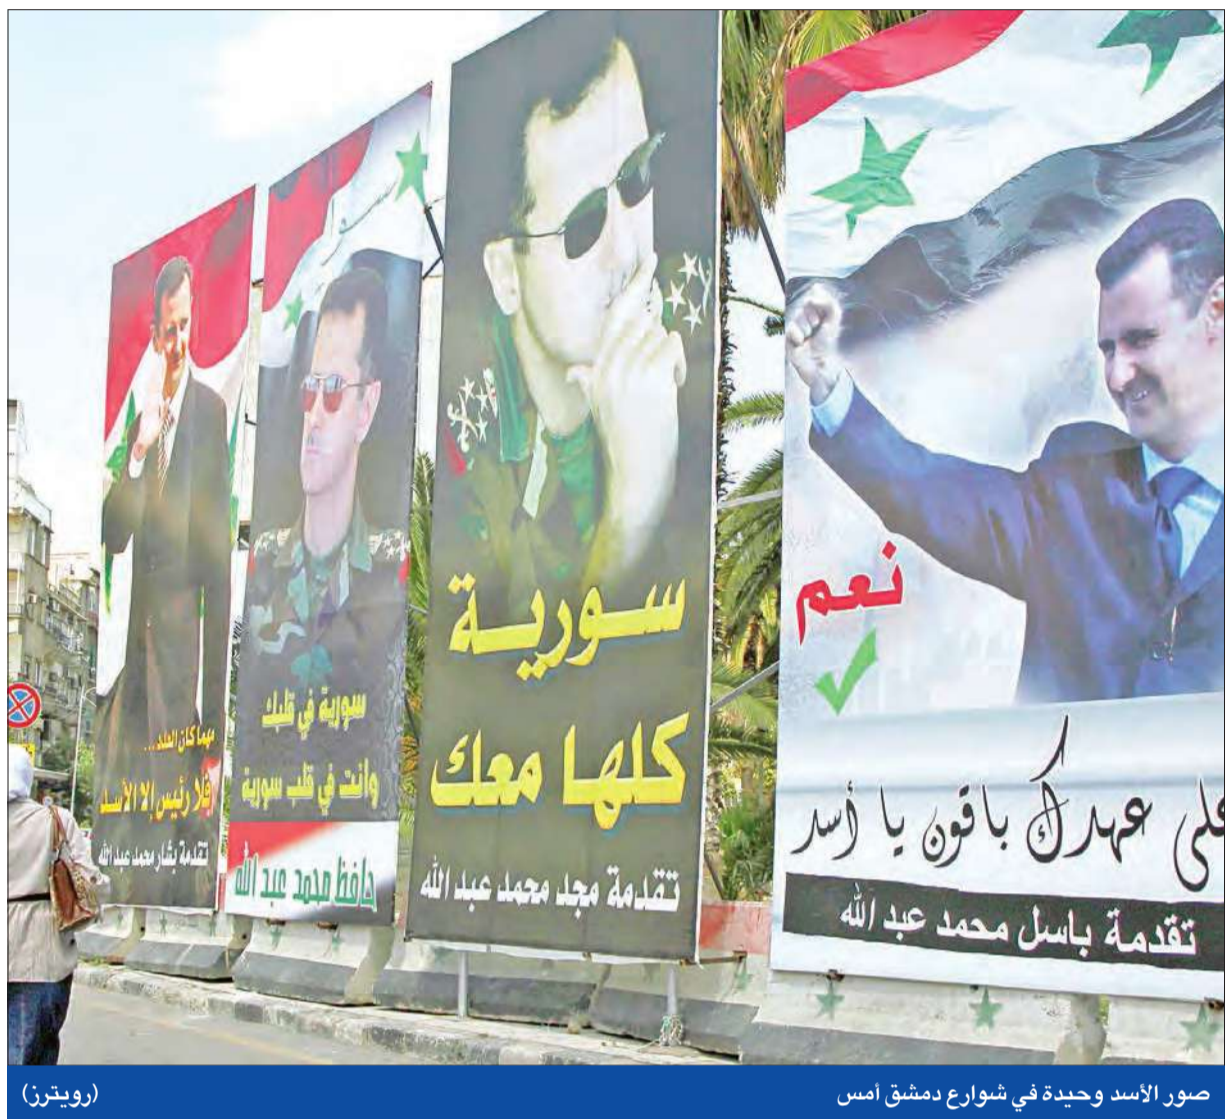 نعم
على عهدك باقون يا أسد
تقدمة باسل محمد عبد الله
سورية
كلها معك
تقدمة مجد محمد عبد الله
سورية في قلبك
وانت في قلب سورية
حافظ محمد عبد الله
مهما كان العدد...
فلا رئيس إلا الأسد
تقدمة بشار محمد عبد الله
صور الأسد وحيدة في شوارع دمشق أمس
(رويترز)